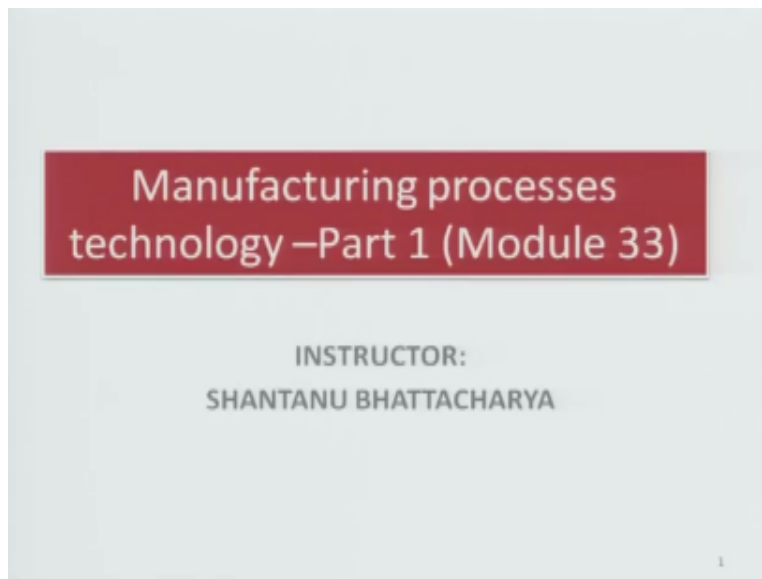 Manufacturing processes
technology –Part 1 (Module 33)
INSTRUCTOR:
SHANTANU BHATTACHARYA
1